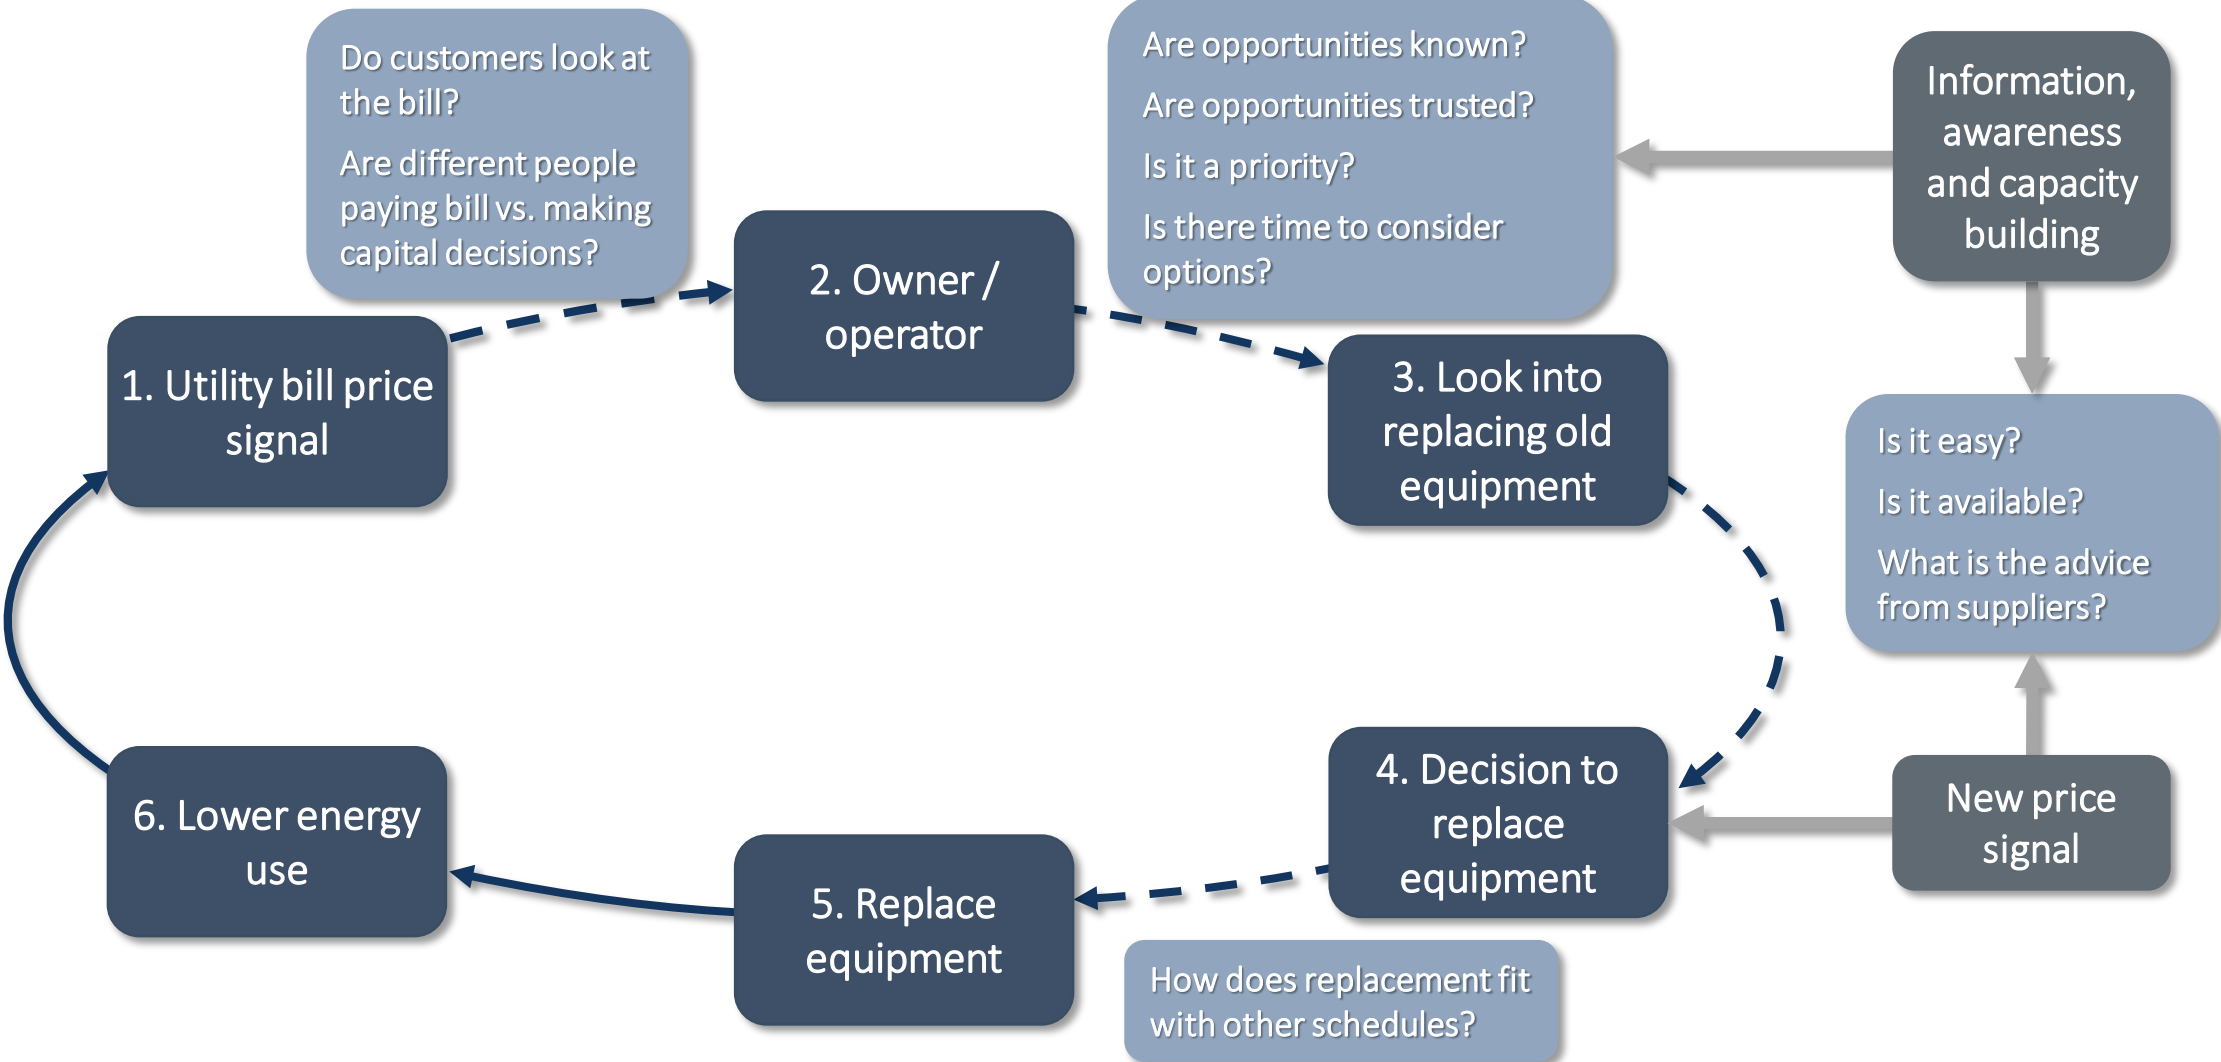 Do customers look at
the bill?
Are different people
paying bill vs. making
capital decisions?
Are opportunities known?
Are opportunities trusted?
Is it a priority?
Is there time to consider
options?
Information,
awareness
and capacity
building
1. Utility bill price
signal
2. Owner /
operator
3. Look into
replacing old
equipment
Is it easy?
Is it available?
What is the advice
from suppliers?
4. Decision to
replace
equipment
New price
signal
5. Replace
equipment
6. Lower energy
use
How does replacement fit
with other schedules?